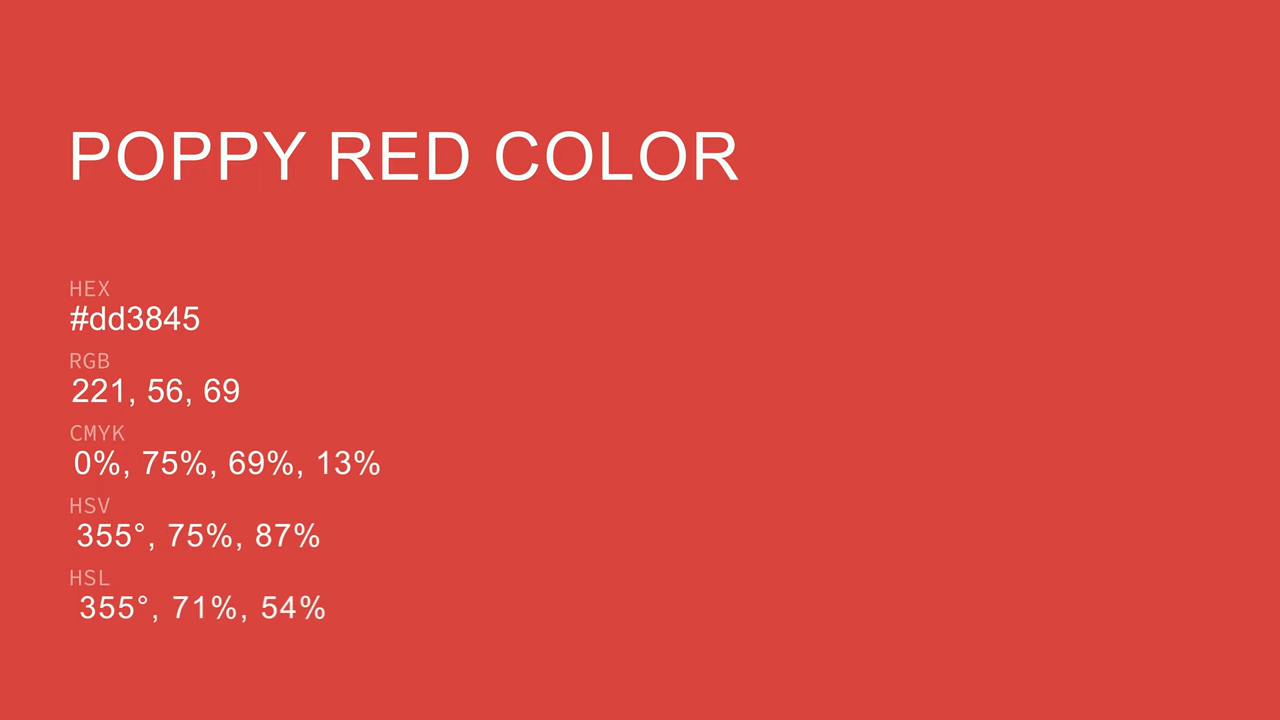 POPPY RED COLOR
HEX
#dd3845
RGB
221, 56, 69
CMYK
0%, 75%, 69%, 13%
HSV
355°, 75%, 87%
HSL
355°, 71%, 54%